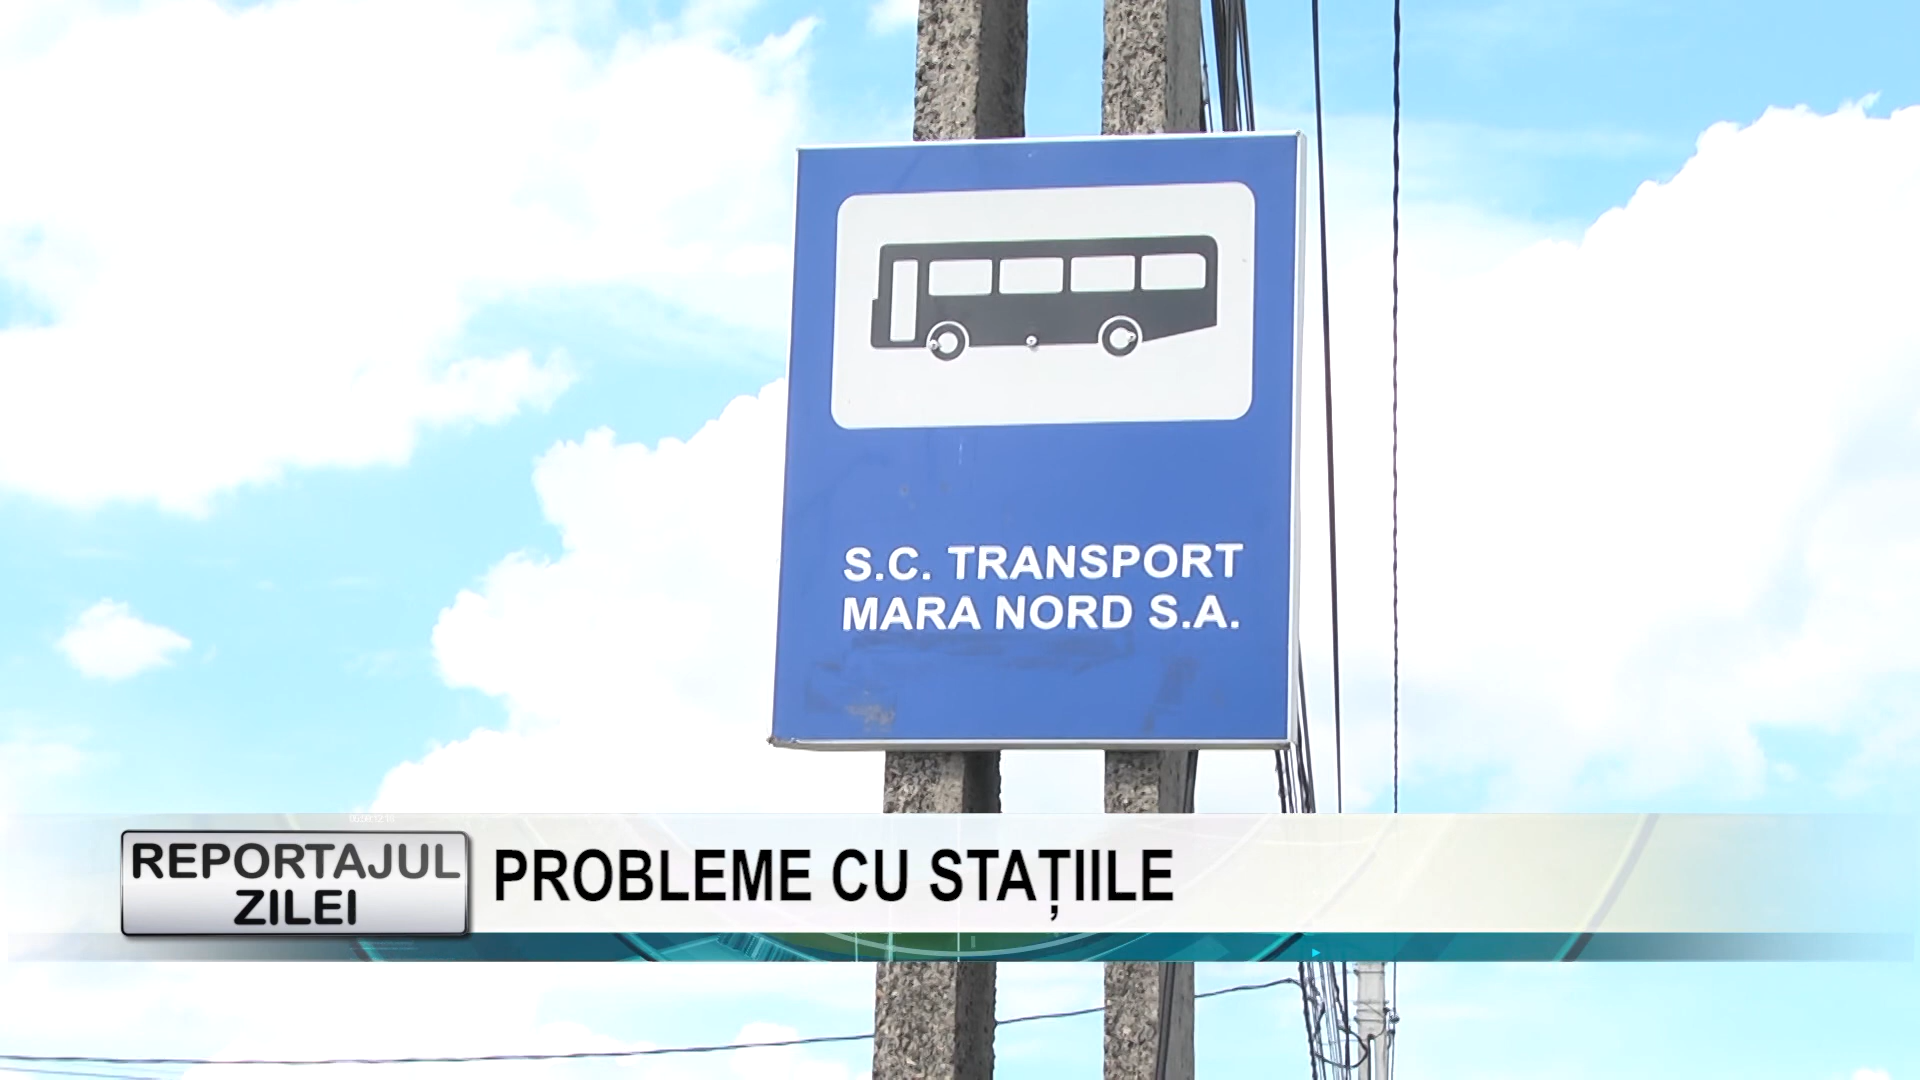 S.C. TRANSPORT
MARA NORD S.A.
REPORTAJUL
ZILEI
PROBLEME CU STAȚIILE